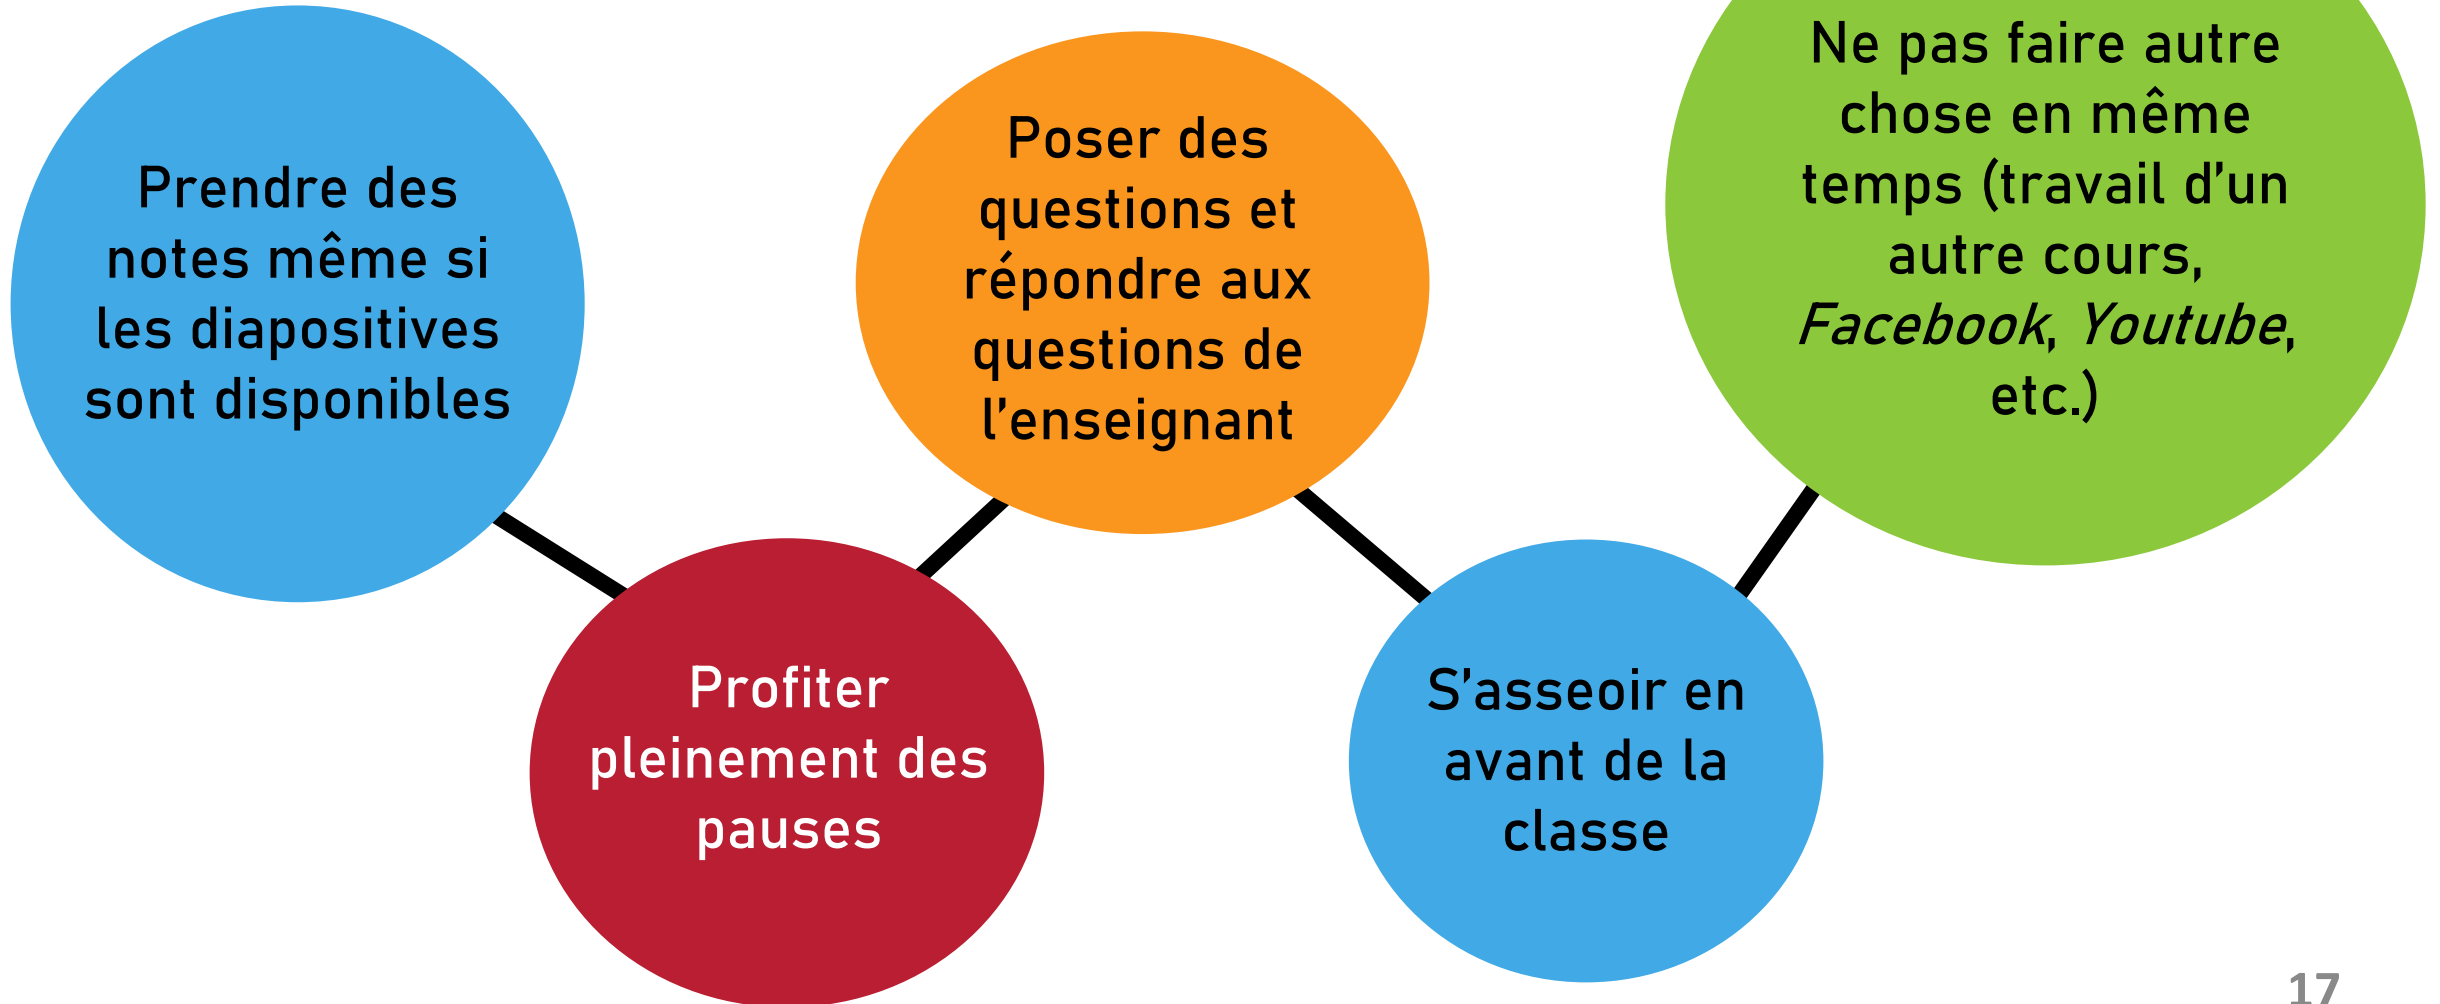 Prendre des
notes même si
les diapositives
sont disponibles
Profiter
pleinement des
pauses
Poser des
questions et
répondre aux
questions de
l’enseignant
S’asseoir en
avant de la
classe
Ne pas faire autre
chose en même
temps (travail d’un
autre cours,
Facebook, Youtube,
etc.)
17